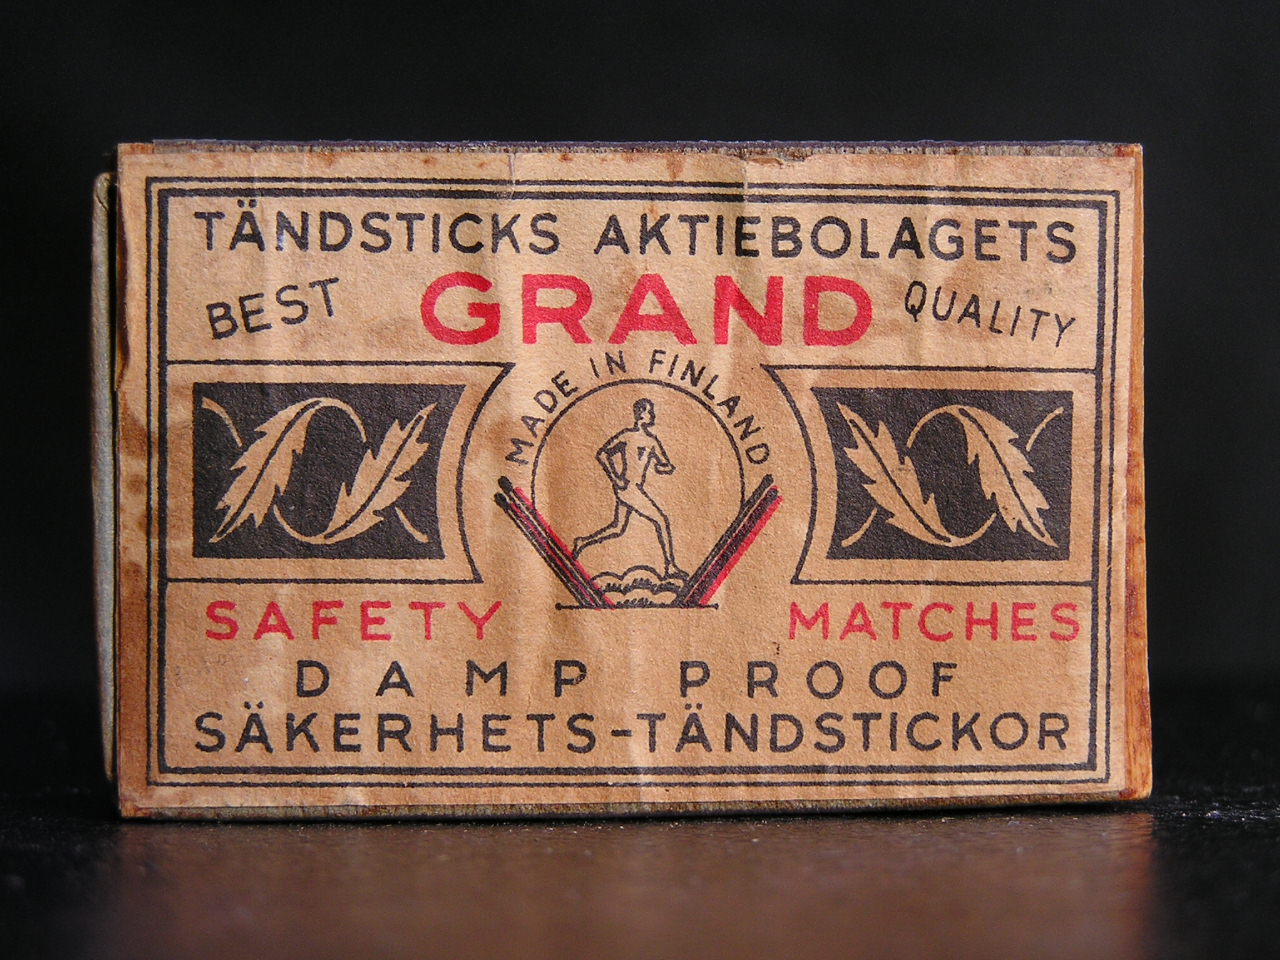 TÄNDSTICKS AKTIEBOLAGETS
BEST GRAND QUALITY
MADE IN FINLAND
SAFETY MATCHES
DAMP PROOF
SÄKERHETS-TÄNDSTICKOR